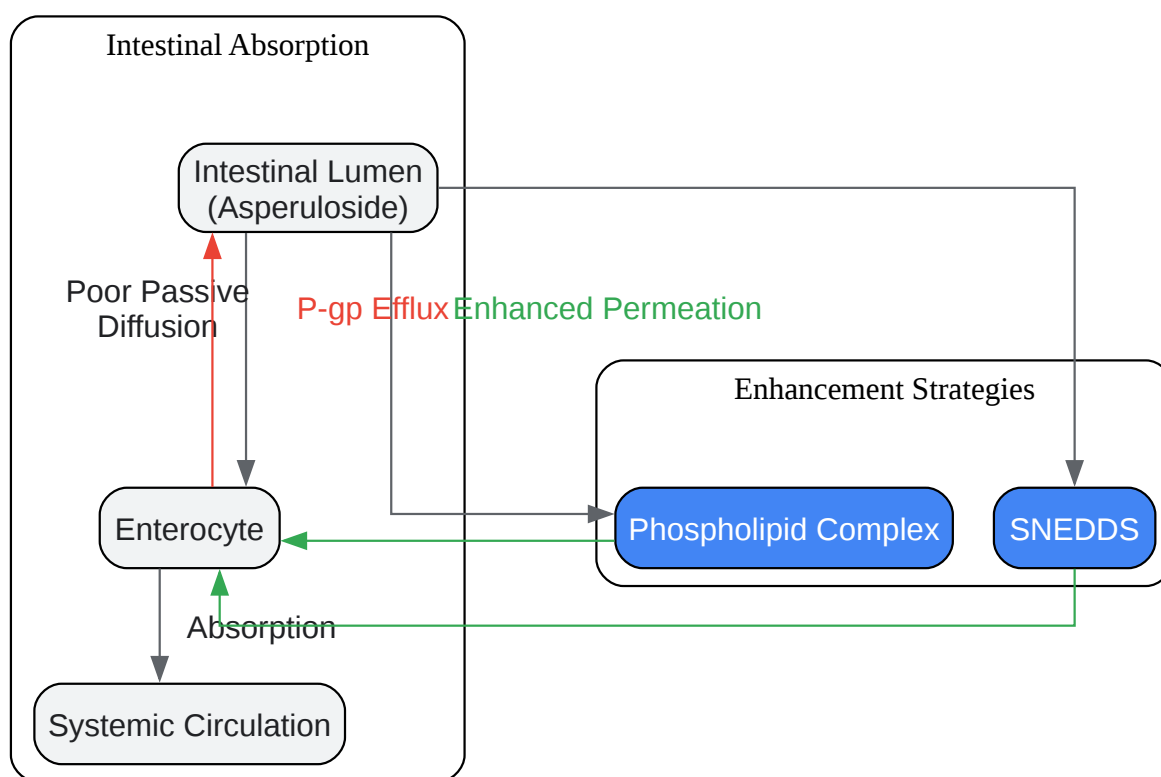 Intestinal Absorption
Intestinal Lumen
(Asperuloside)
Poor Passive
Diffusion
P-gp Efflux
Enhanced Permeation
Enhancement Strategies
Enterocyte
Phospholipid Complex
SNEDDS
Absorption
Systemic Circulation